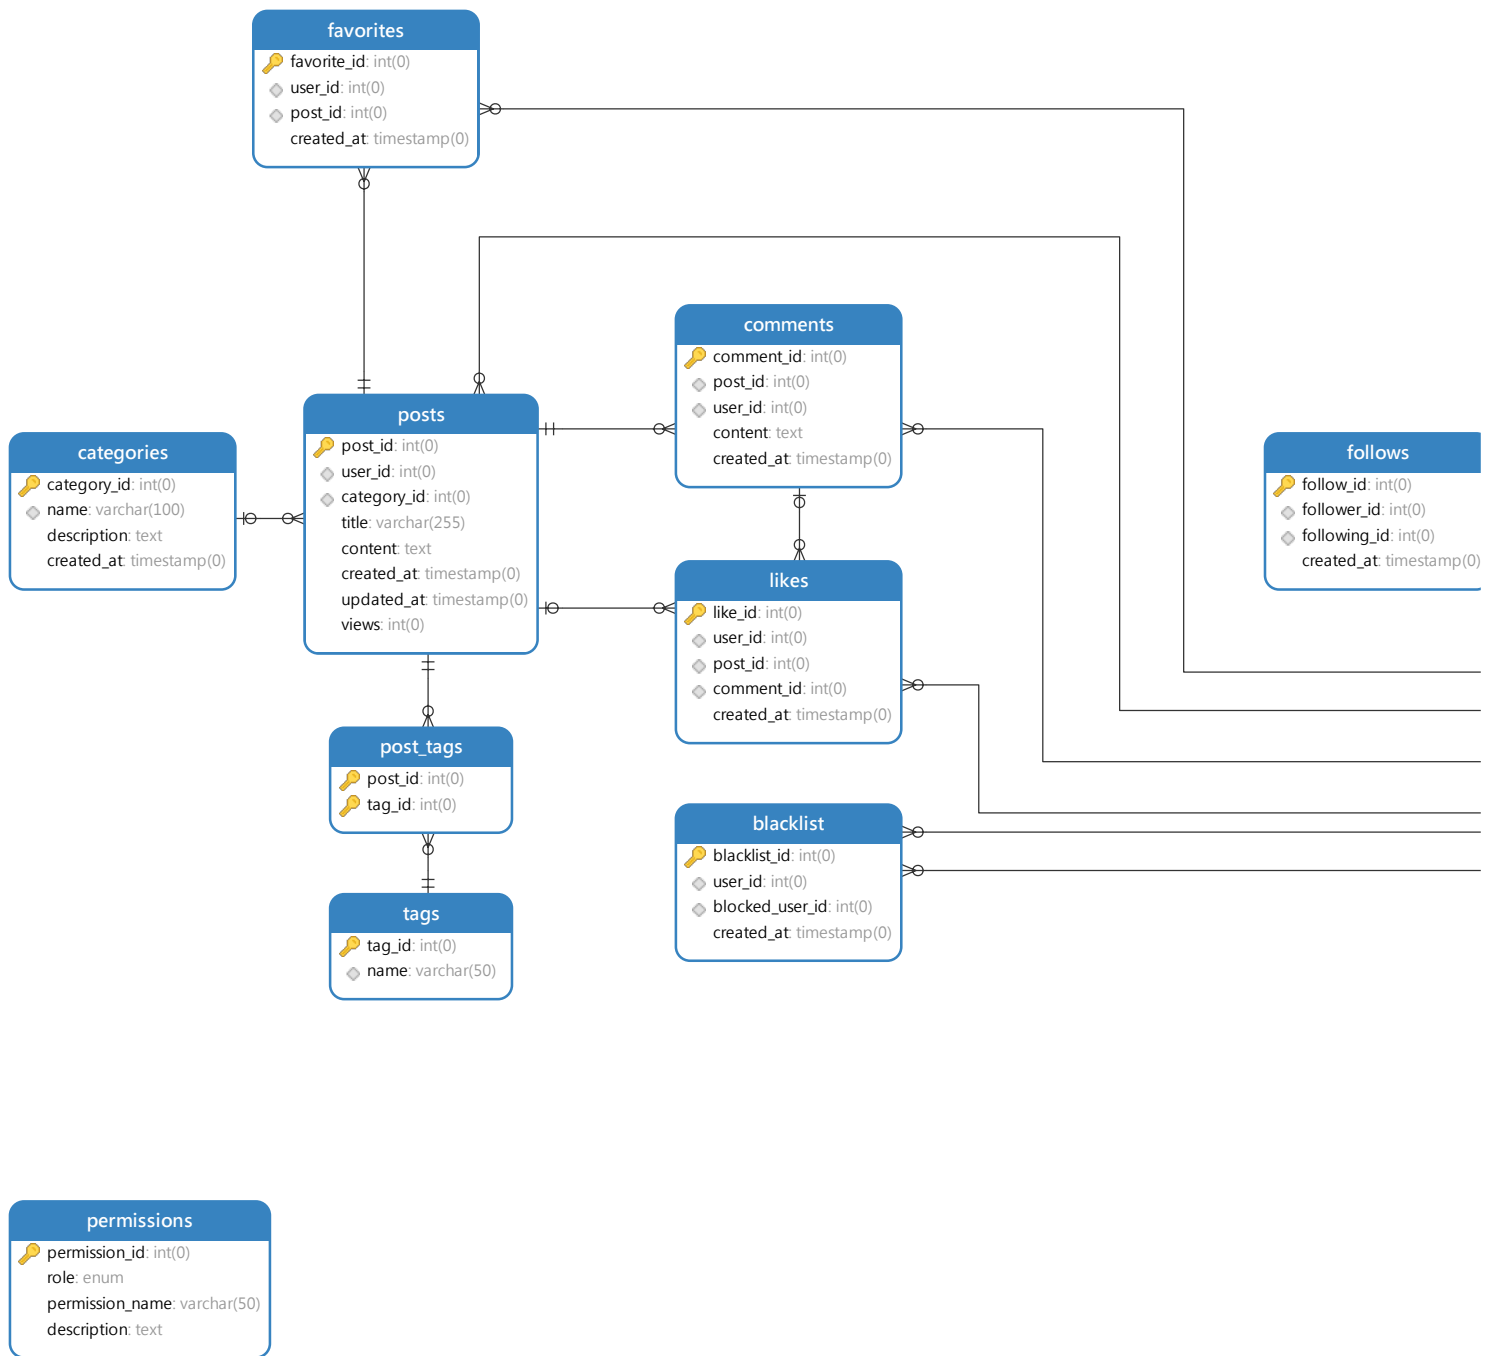 favorites
favorite_id: int(0)
user_id: int(0)
post_id: int(0)
created_at: timestamp(0)
comments
comment_id: int(0)
post_id: int(0)
user_id: int(0)
content: text
created_at: timestamp(0)
posts
post_id: int(0)
user_id: int(0)
category_id: int(0)
title: varchar(255)
content: text
created_at: timestamp(0)
updated_at: timestamp(0)
views: int(0)
categories
category_id: int(0)
name: varchar(100)
description: text
created_at: timestamp(0)
follows
follow_id: int(0)
follower_id: int(0)
following_id: int(0)
created_at: timestamp(0)
likes
like_id: int(0)
user_id: int(0)
post_id: int(0)
comment_id: int(0)
created_at: timestamp(0)
post_tags
post_id: int(0)
tag_id: int(0)
blacklist
blacklist_id: int(0)
user_id: int(0)
blocked_user_id: int(0)
created_at: timestamp(0)
tags
tag_id: int(0)
name: varchar(50)
permissions
permission_id: int(0)
role: enum
permission_name: varchar(50)
description: text